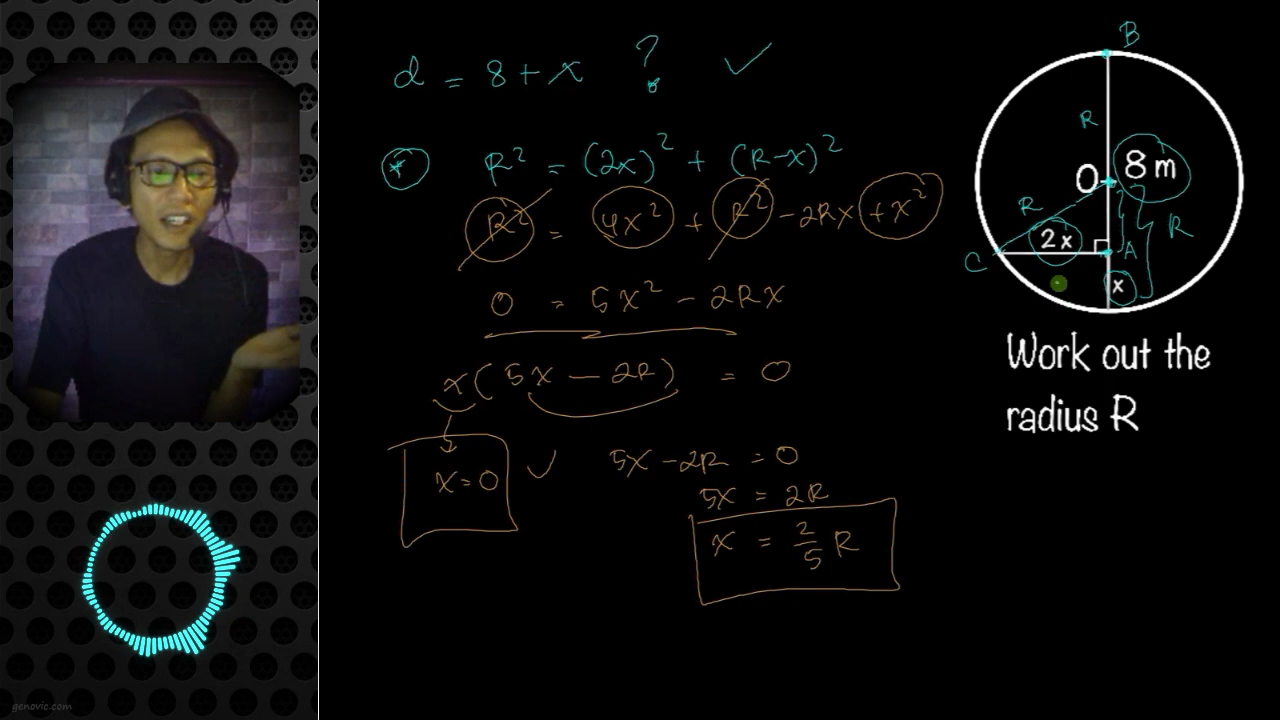 d = 8 + x ? ✓
* R² = (2x)² + (R-x)²
R² = 4x² + R² - 2Rx + x²
0 = 5x² - 2Rx
x(5x - 2R) = 0
x = 0 ✓
5x - 2R = 0
5x = 2R
x = 2/5 R
B
R
O 8m
R
R
2x
A
C
x
Work out the
radius R
genovic.com